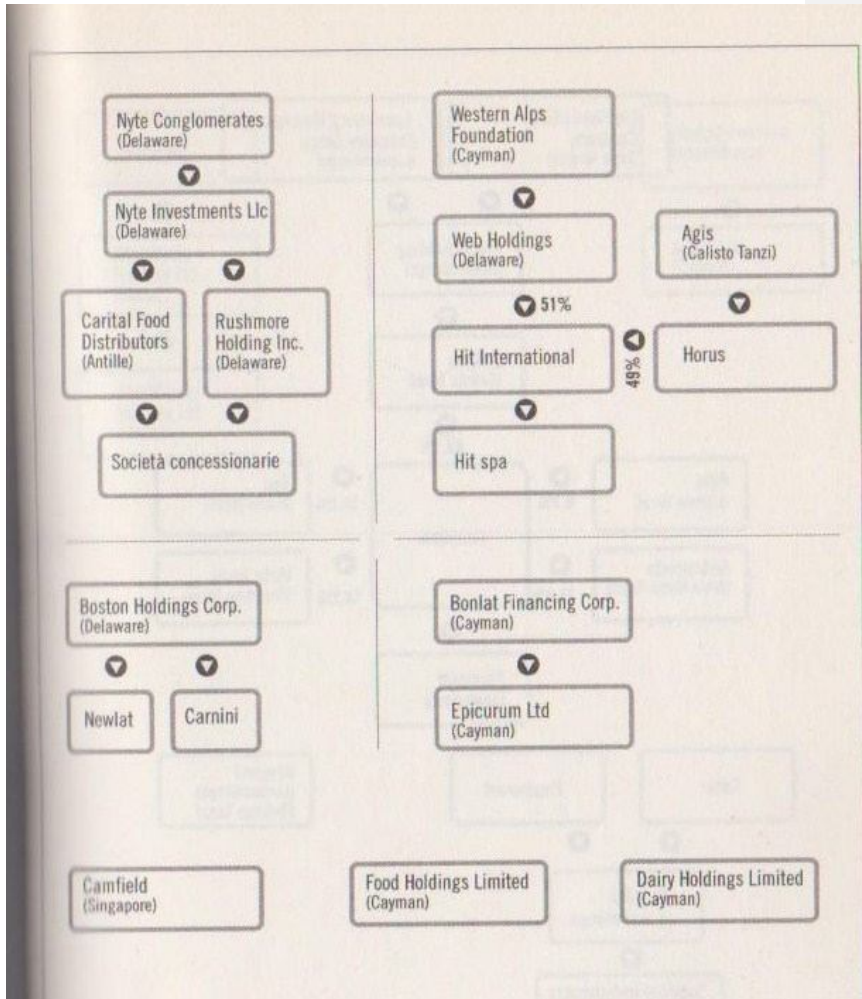 Nyte Conglomerates
(Delaware)
Nyte Investments Llc
(Delaware)
Carital Food
Distributors
(Antille)
Rushmore
Holding Inc.
(Delaware)
Società concessionarie
Western Alps
Foundation
(Cayman)
Web Holdings
(Delaware)
51%
Agis
(Calisto Tanzi)
Hit International
49%
Horus
Hit spa
Boston Holdings Corp.
(Delaware)
Newlat
Carnini
Bonlat Financing Corp.
(Cayman)
Epicurum Ltd
(Cayman)
Camfield
(Singapore)
Food Holdings Limited
(Cayman)
Dairy Holdings Limited
(Cayman)